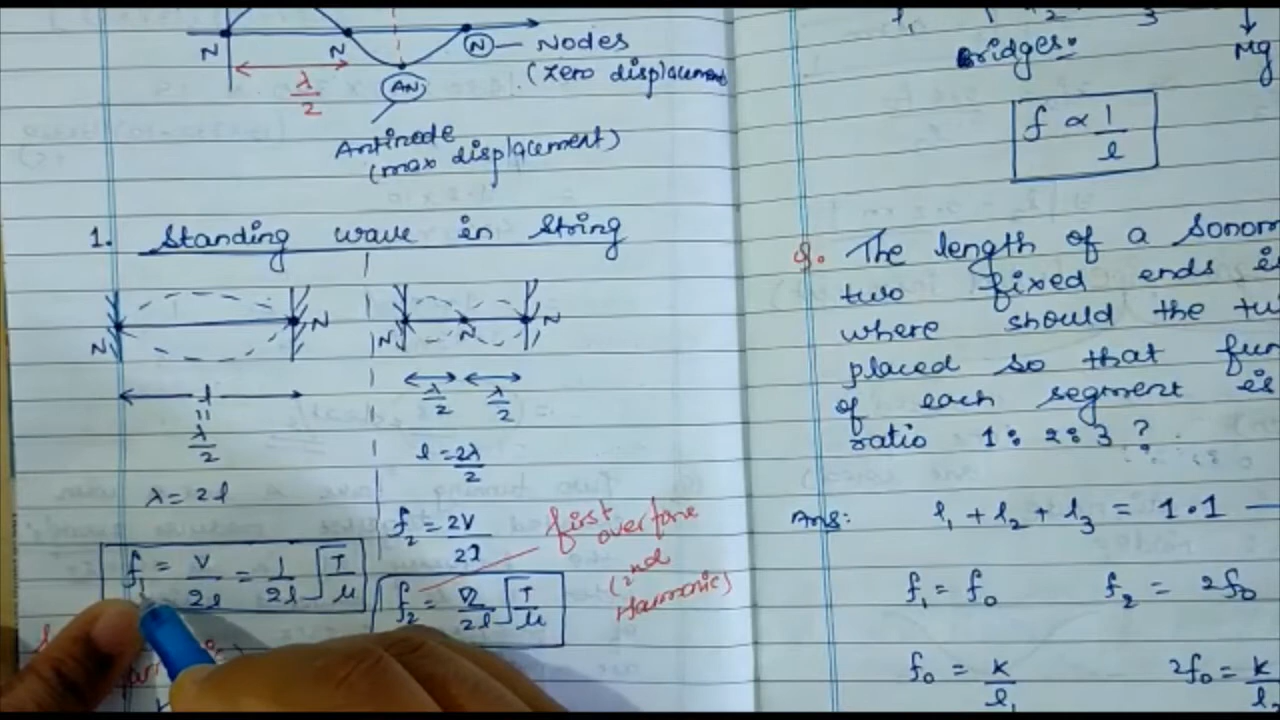 N N N — Nodes
(zero displacement
λ/2
AN
Antinode
(max displacement)
1. Standing wave in String
N N N N N
l
=
λ/2
λ = 2l
f₁ = V/2l = 1/2l √T/μ
λ/2 λ/2
l = 2λ/2
f₂ = 2V/2l
f₂ = 2/2l √T/μ
first
overtone
(2nd
Harmonic)
Bridges.
Mg
f ∝ 1/l
Q. The length of a Sonom
two fixed ends is
where should the tw
placed so that fun
of each segment is
ratio 1:2:3?
Ans: l₁ + l₂ + l₃ = 1.1 —
f₁ = f₀ f₂ = 2f₀
f₀ = K/l₁ 2f₀ = K/l₂